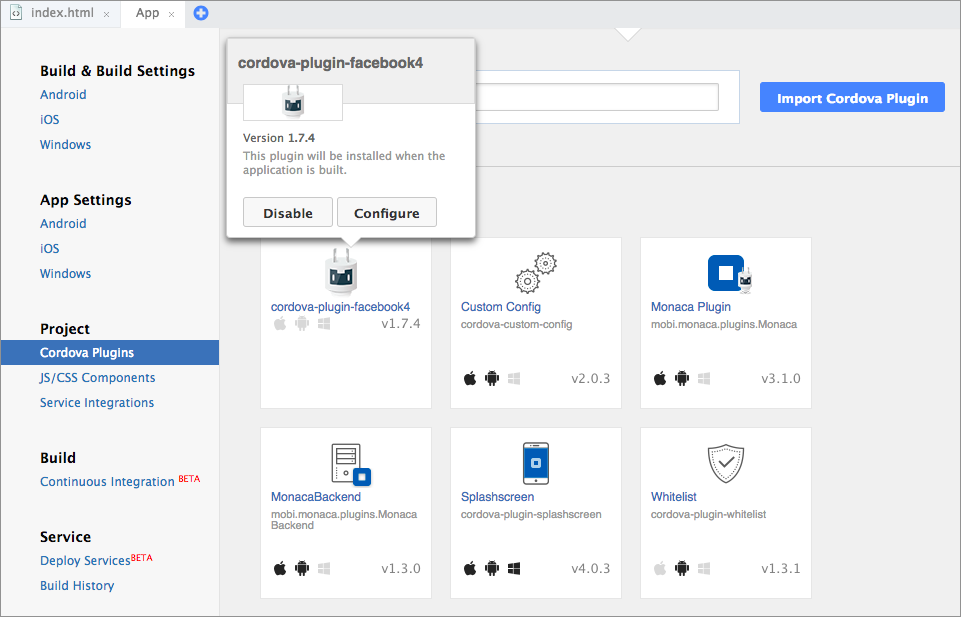 index.html
App
Build & Build Settings
Android
iOS
Windows
App Settings
Android
iOS
Windows
Project
Cordova Plugins
JS/CSS Components
Service Integrations
Build
Continuous Integration BETA
Service
Deploy Services BETA
Build History
cordova-plugin-facebook4
Version 1.7.4
This plugin will be installed when the
application is built.
Disable
Configure
Import Cordova Plugin
cordova-plugin-facebook4
v1.7.4
Custom Config
cordova-custom-config
v2.0.3
Monaca Plugin
mobi.monaca.plugins.Monaca
v3.1.0
MonacaBackend
mobi.monaca.plugins.Monaca
Backend
v1.3.0
Splashscreen
cordova-plugin-splashscreen
v4.0.3
Whitelist
cordova-plugin-whitelist
v1.3.1